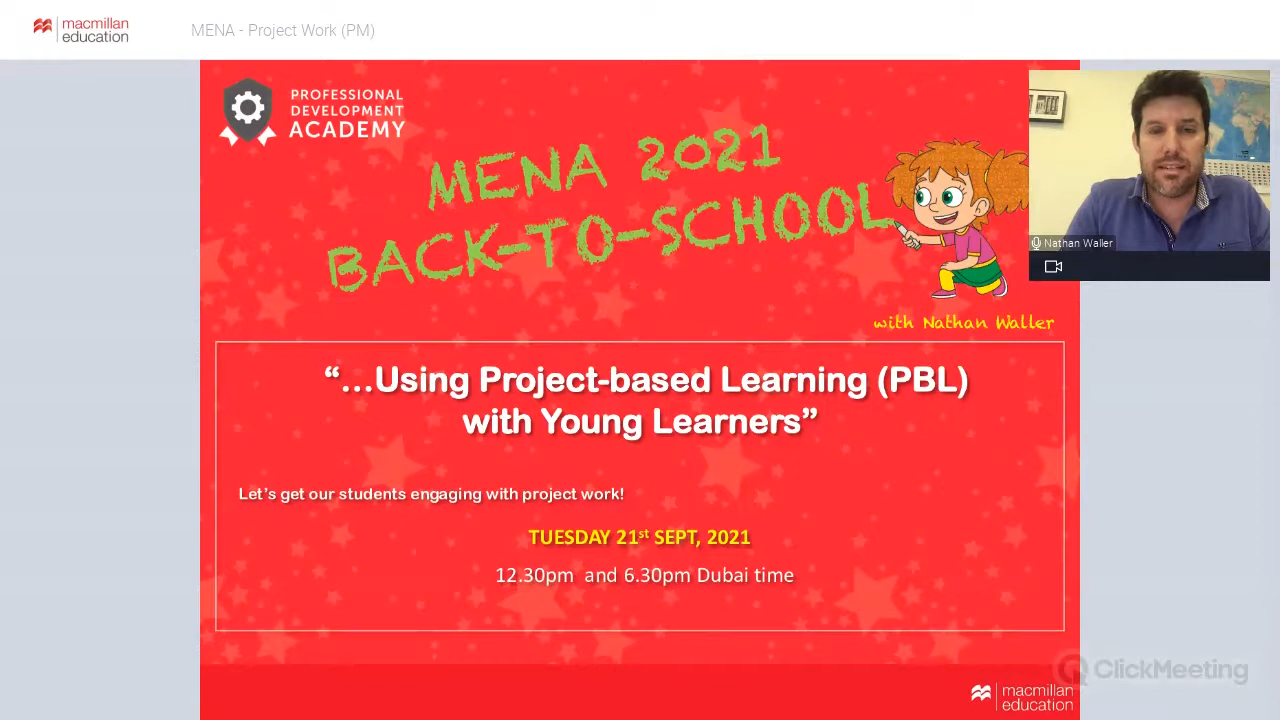 macmillan
education
MENA - Project Work (PM)
PROFESSIONAL
DEVELOPMENT
ACADEMY
MENA 2021
BACK-TO-SCHOOL
Nathan Waller
with Nathan Waller
“...Using Project-based Learning (PBL)
with Young Learners”
Let's get our students engaging with project work!
TUESDAY 21st SEPT, 2021
12.30pm and 6.30pm Dubai time
ClickMeeting
macmillan
education